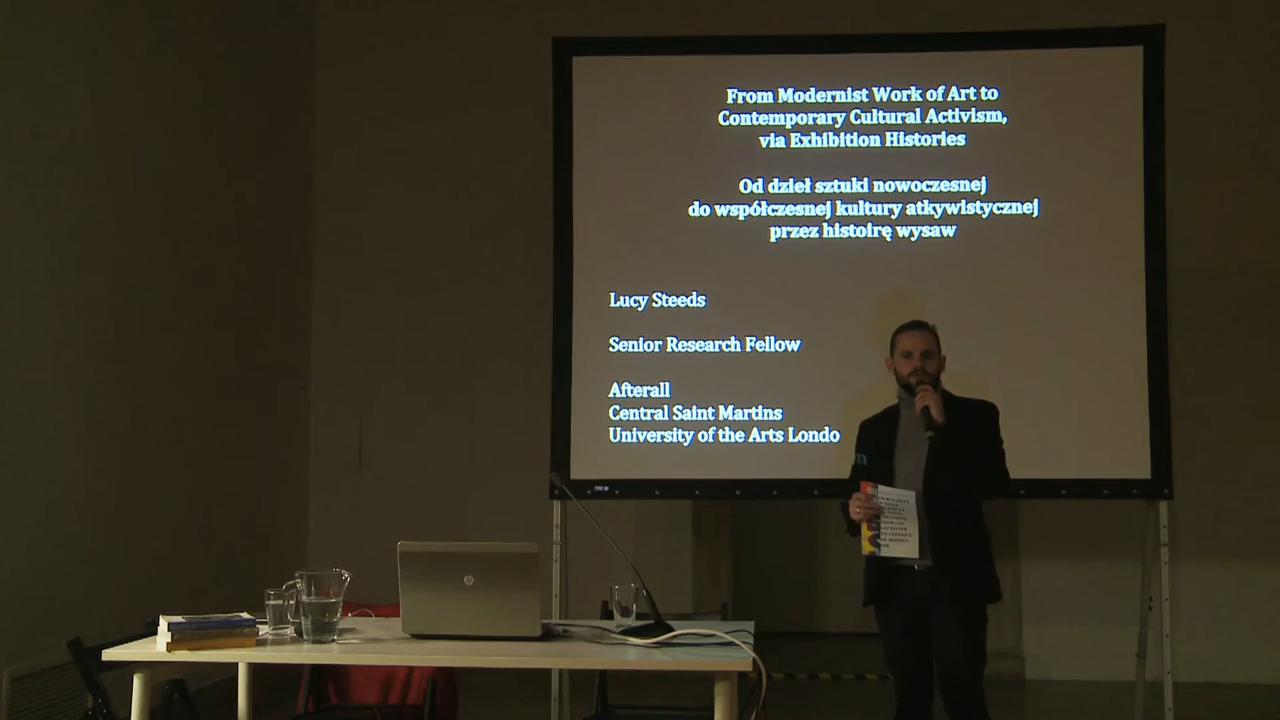 From Modernist Work of Art to
Contemporary Cultural Activism,
via Exhibition Histories
Od dzieł sztuki nowoczesnej
do współczesnej kultury atkywistycznej
przez histoirę wysaw
Lucy Steeds
Senior Research Fellow
Afterall
Central Saint Martins
University of the Arts Londo
n
hp